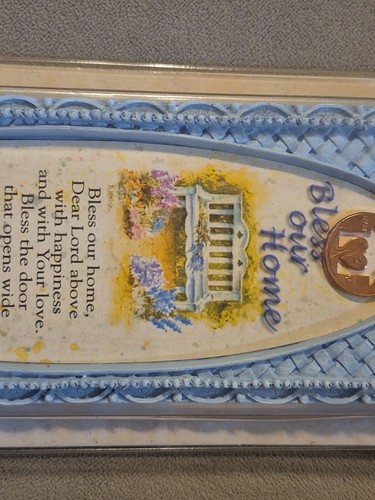 Bless
our
Home
Bless our home,
Dear Lord above
with happiness
and with Your love.
Bless the door
that opens wide